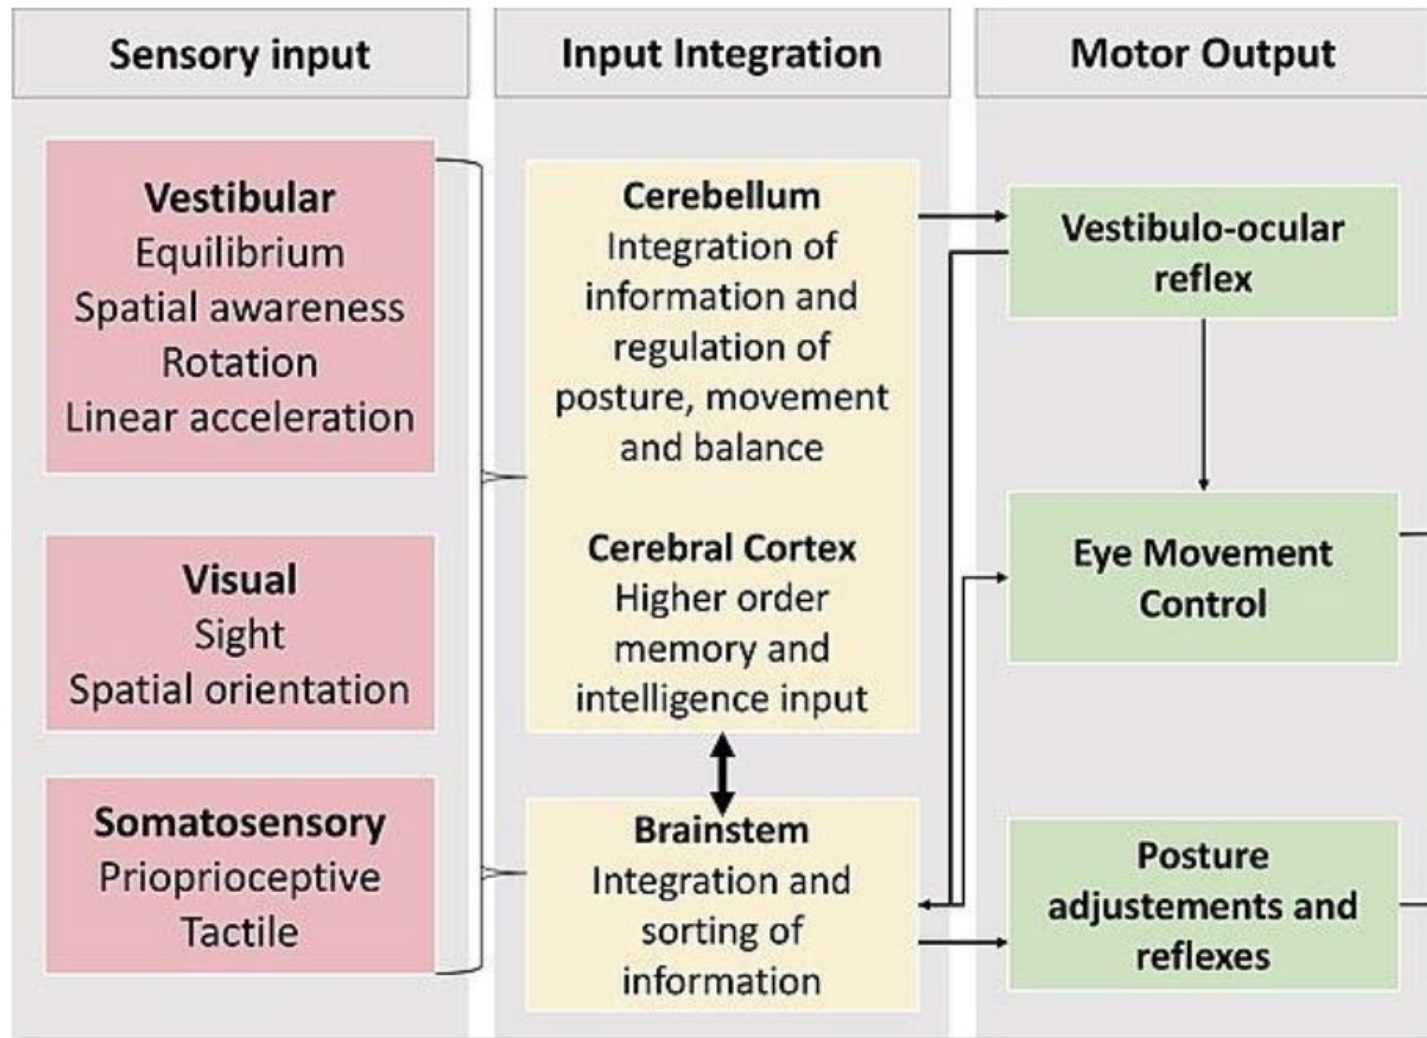 Sensory input
Vestibular
Equilibrium
Spatial awareness
Rotation
Linear acceleration
Visual
Sight
Spatial orientation
Somatosensory
Prioprioceptive
Tactile
Input Integration
Cerebellum
Integration of
information and
regulation of
posture, movement
and balance
Cerebral Cortex
Higher order
memory and
intelligence input
Brainstem
Integration and
sorting of
information
Motor Output
Vestibulo-ocular
reflex
Eye Movement
Control
Posture
adjustements and
reflexes